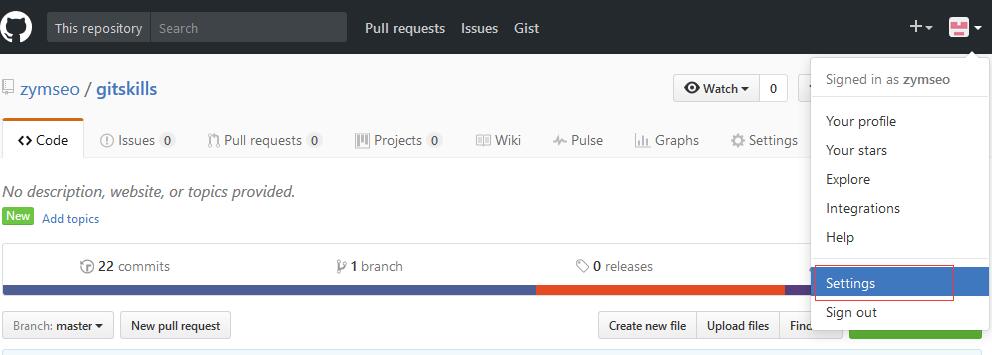 This repository Search Pull requests Issues Gist
Signed in as zymseo
zymseo / gitskills
Watch 0
Your profile
Your stars
Explore
Integrations
Help
Settings
Sign out
Code Issues 0 Pull requests 0 Projects 0 Wiki Pulse Graphs Settings
No description, website, or topics provided.
New Add topics
22 commits 1 branch 0 releases
Branch: master New pull request Create new file Upload files